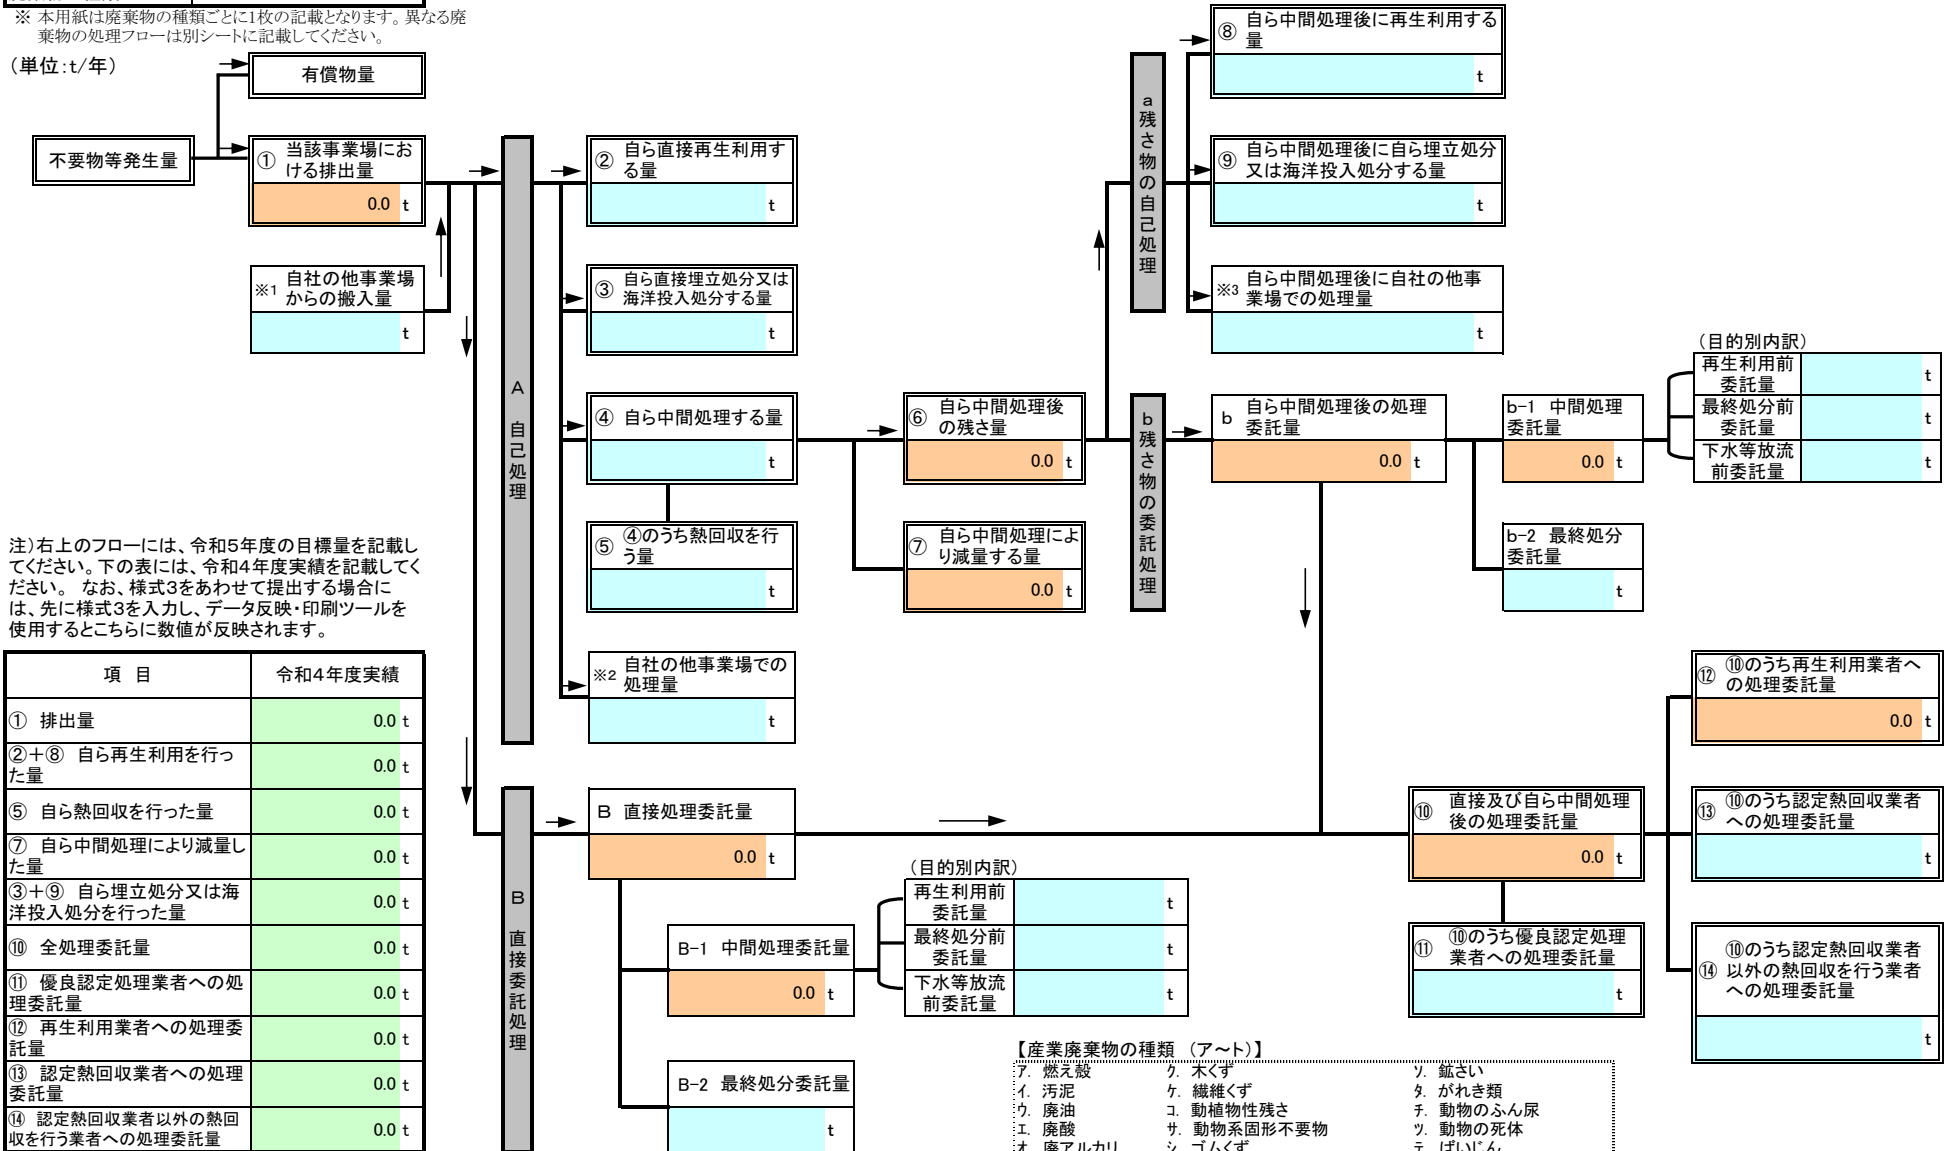 ※ 本用紙は廃棄物の種類ごとに1枚の記載となります。異なる廃
棄物の処理フローは別シートに記載してください。
（単位:t/年）
有償物量
不要物等発生量
① 当該事業場にお
ける排出量
0.0 t
※1 自社の他事業場
からの搬入量
t
A 自己処理
② 自ら直接再生利用す
る量
t
③ 自ら直接埋立処分又は
海洋投入処分する量
t
④ 自ら中間処理する量
t
⑤ ④のうち熱回収を行
う量
t
※2 自社の他事業場での
処理量
t
⑥ 自ら中間処理後
の残さ量
0.0 t
⑦ 自ら中間処理によ
り減量する量
0.0 t
a 残さ物の自己処理
⑧ 自ら中間処理後に再生利用する
量
t
⑨ 自ら中間処理後に自ら埋立処分
又は海洋投入処分する量
t
※3 自ら中間処理後に自社の他事
業場での処理量
t
b 残さ物の委託処理
b 自ら中間処理後の処理
委託量
0.0 t
b-1 中間処理
委託量
0.0 t
b-2 最終処分
委託量
t
（目的別内訳）
再生利用前
委託量
t
最終処分前
委託量
t
下水等放流
前委託量
t
注）右上のフローには、令和5年度の目標量を記載し
てください。下の表には、令和4年度実績を記載してく
ださい。 なお、様式3をあわせて提出する場合に
は、先に様式3を入力し、データ反映・印刷ツールを
使用するとこちらに数値が反映されます。
項 目 令和4年度実績
① 排出量 0.0 t
②＋⑧ 自ら再生利用を行っ
た量 0.0 t
⑤ 自ら熱回収を行った量 0.0 t
⑦ 自ら中間処理により減量し
た量 0.0 t
③＋⑨ 自ら埋立処分又は海
洋投入処分を行った量 0.0 t
⑩ 全処理委託量 0.0 t
⑪ 優良認定処理業者への処
理委託量 0.0 t
⑫ 再生利用業者への処理委
託量 0.0 t
⑬ 認定熱回収業者への処理
委託量 0.0 t
⑭ 認定熱回収業者以外の熱回
収を行う業者への処理委託量 0.0 t
B 直接委託処理
B 直接処理委託量
0.0 t
B-1 中間処理委託量
0.0 t
B-2 最終処分委託量
t
（目的別内訳）
再生利用前
委託量
t
最終処分前
委託量
t
下水等放流
前委託量
t
⑩ 直接及び自ら中間処理
後の処理委託量
0.0 t
⑪ ⑩のうち優良認定処理
業者への処理委託量
t
⑫ ⑩のうち再生利用業者へ
の処理委託量
0.0 t
⑬ ⑩のうち認定熱回収業者
への処理委託量
t
⑭ ⑩のうち認定熱回収業者
以外の熱回収を行う業者
への処理委託量
t
【産業廃棄物の種類 （ア～ト）】
ア. 燃え殻 ク. 木くず ソ. 鉱さい
イ. 汚泥 ケ. 繊維くず タ. がれき類
ウ. 廃油 コ. 動植物性残さ チ. 動物のふん尿
エ. 廃酸 サ. 動物系固形不要物 ツ. 動物の死体
オ. 廃アルカリ シ. ゴムくず テ. ばいじん